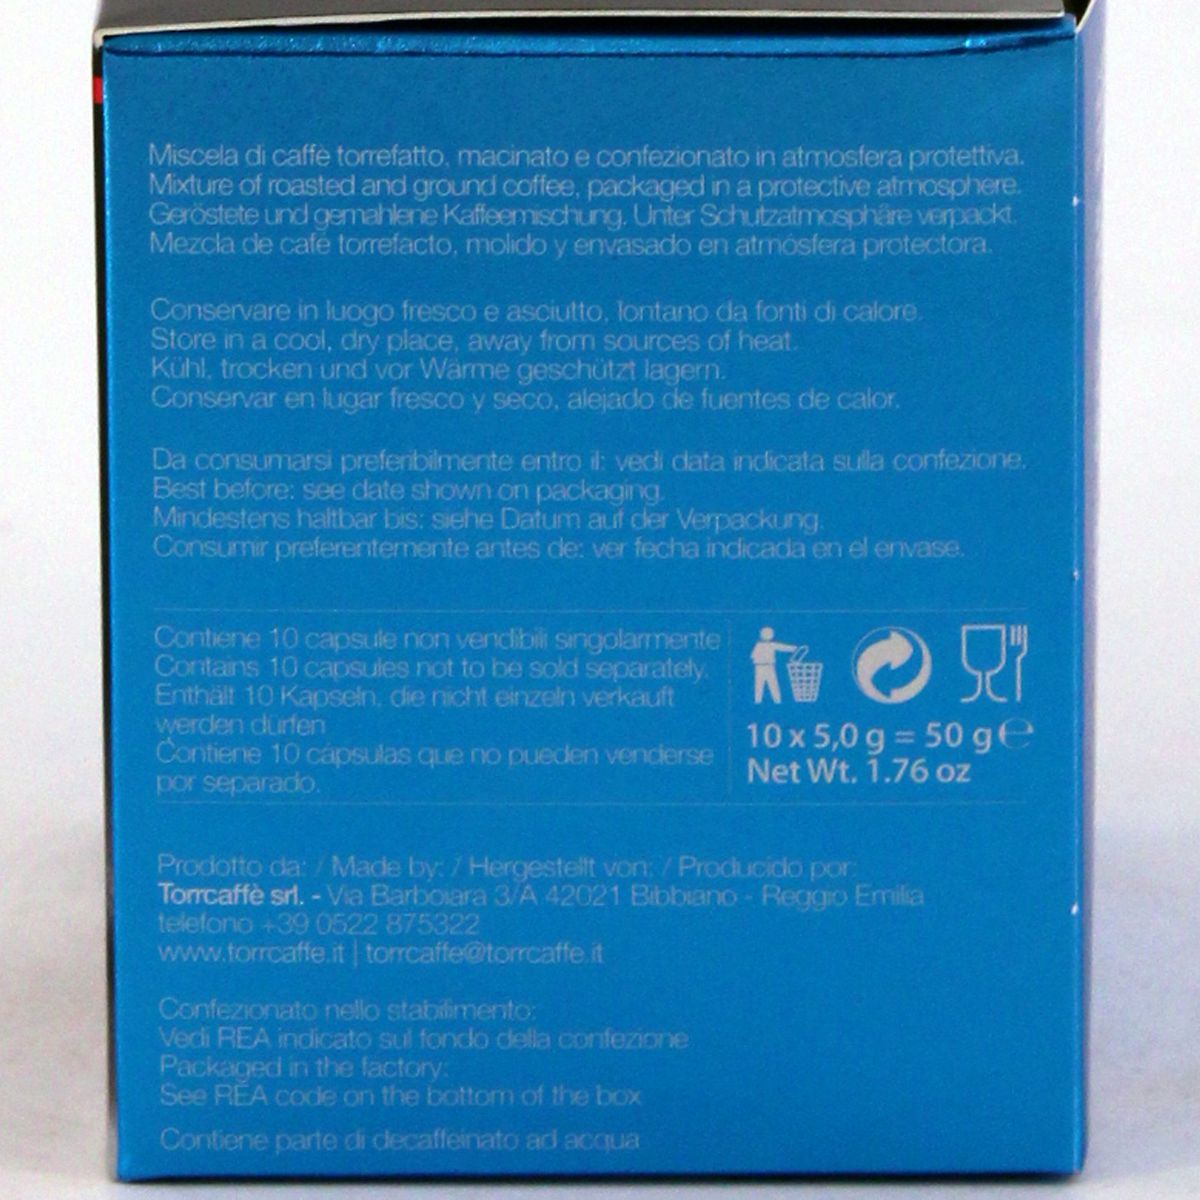 Miscela di caffè torrefatto, macinato e confezionato in atmosfera protettiva.
Mixture of roasted and ground coffee, packaged in a protective atmosphere.
Geröstete und gemahlene Kaffeemischung. Unter Schutzatmosphäre verpackt.
Mezcla de café torrefacto, molido y envasado en atmósfera protectora.
Conservare in luogo fresco e asciutto, lontano da fonti di calore.
Store in a cool, dry place, away from sources of heat.
Kühl, trocken und vor Wärme geschützt lagern.
Conservar en lugar fresco y seco, alejado de fuentes de calor.
Da consumarsi preferibilmente entro il: vedi data indicata sulla confezione.
Best before: see date shown on packaging.
Mindestens haltbar bis: siehe Datum auf der Verpackung.
Consumir preferentemente antes de: ver fecha indicada en el envase.
Contiene 10 capsule non vendibili singolarmente
Contains 10 capsules not to be sold separately.
Enthält 10 Kapseln, die nicht einzeln verkauft
werden dürfen
Contiene 10 cápsulas que no pueden venderse
por separado.
10 x 5,0 g = 50 g ℮
Net Wt. 1.76 oz
Prodotto da: / Made by: / Hergestellt von: / Producido por:
Torrcaffè srl. - Via Barboiara 3/A 42021 Bibbiano - Reggio Emilia
telefono +39 0522 875322
www.torrcaffe.it | torrcaffe@torrcaffe.it
Confezionato nello stabilimento:
Vedi REA indicato sul fondo della confezione
Packaged in the factory:
See REA code on the bottom of the box
Contiene parte di decaffeinato ad acqua